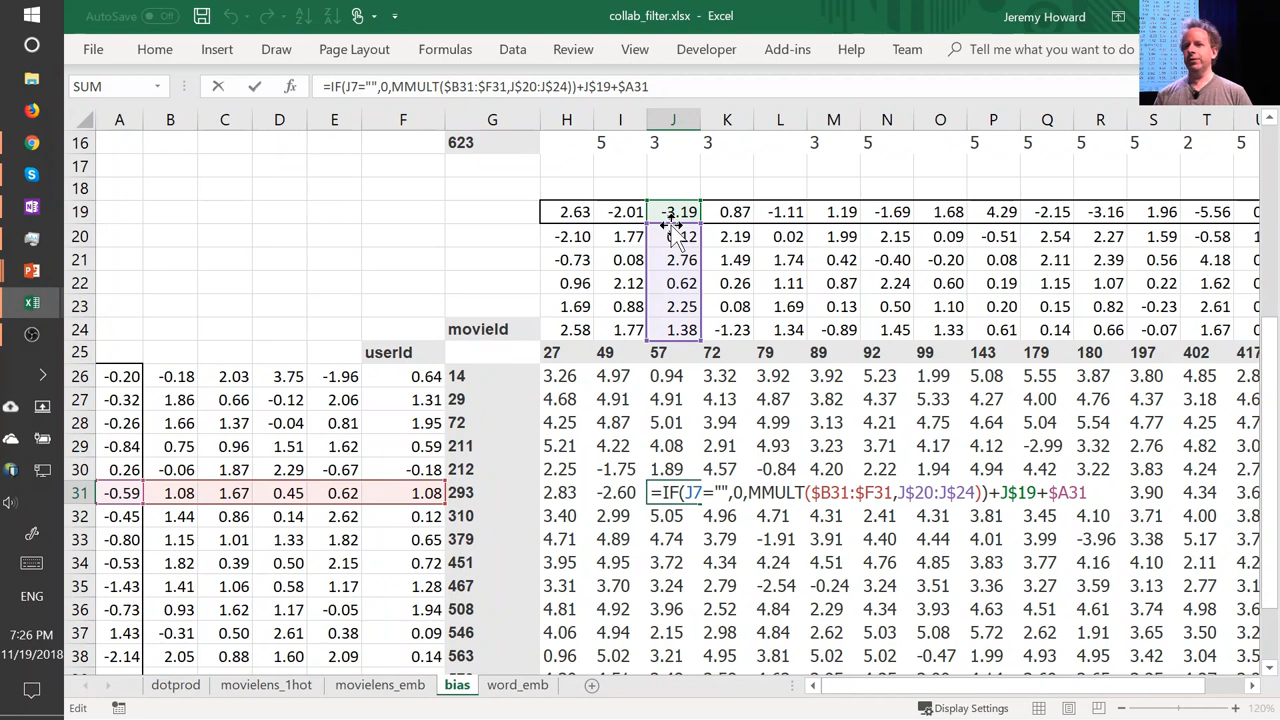 AutoSave Off collab_filter.xlsx - Excel Jeremy Howard
File Home Insert Draw Page Layout Formulas Data Review View Developer Add-ins Help Team Tell me what you want to do
SUM =IF(J7="",0,MMULT($B31:$F31,J$20:J$24))+J$19+$A31
A B C D E F G H I J K L M N O P Q R S T U
16 623 5 3 3 3 5 5 5 5 5 2 5
17
18
19 2.63 -2.01 0.87 -1.11 1.19 -1.69 1.68 4.29 -2.15 -3.16 1.96 -5.56
20 -2.10 1.77 2.19 0.02 1.99 2.15 0.09 -0.51 2.54 2.27 1.59 -0.58
21 -0.73 0.08 2.76 1.49 1.74 0.42 -0.40 -0.20 0.08 2.11 2.39 0.56 4.18
22 0.96 2.12 0.62 0.26 1.11 0.87 2.24 0.60 0.19 1.15 1.07 0.22 1.62
23 1.69 0.88 2.25 0.08 1.69 0.13 0.50 1.10 0.20 0.15 0.82 -0.23 2.61
24 movieId 2.58 1.77 1.38 -1.23 1.34 -0.89 1.45 1.33 0.61 0.14 0.66 -0.07 1.67
25 userId 27 49 57 72 79 89 92 99 143 179 180 197 402 417
26 -0.20 -0.18 2.03 3.75 -1.96 0.64 14 3.26 4.97 0.94 3.32 3.92 3.92 5.23 1.99 5.08 5.55 3.87 3.80 4.85 2.8
27 -0.32 1.86 0.66 -0.12 2.06 1.31 29 4.68 4.91 4.91 4.13 4.87 3.82 4.37 5.33 4.27 4.00 4.76 3.18 4.6
28 -0.26 1.66 1.37 -0.04 0.81 1.95 72 4.25 4.87 5.01 3.94 4.99 3.13 4.21 4.75 4.64 5.04 5.54 4.77 4.25 4.7
29 -0.84 0.75 0.96 1.51 1.62 0.59 211 5.21 4.22 4.08 2.91 4.93 3.23 3.71 4.17 4.12 -2.99 3.32 2.76 4.82 3.0
30 0.26 -0.06 1.87 2.29 -0.67 -0.18 212 2.25 -1.75 1.89 4.57 -0.84 4.20 2.22 1.94 4.94 4.42 3.22 3.83 4.24 2.7
31 -0.59 1.08 1.67 0.45 0.62 1.08 293 2.83 -2.60 =IF(J7="",0,MMULT($B31:$F31,J$20:J$24))+J$19+$A31 3.90 4.34 3.6
32 -0.45 1.44 0.86 0.14 2.62 0.12 310 3.40 2.99 5.05 4.96 4.71 4.31 2.41 4.31 3.81 3.45 4.10 3.71 4.00
33 -0.80 1.15 1.01 1.33 1.82 0.65 379 4.91 4.88 4.74 3.79 -1.91 3.91 4.40 4.44 4.01 3.99 -3.96 4.38 5.17 3.7
34 -0.53 1.82 0.39 0.50 2.15 0.72 451 3.95 4.89 3.72 4.34 4.24 4.51 4.76 4.85 3.83 4.16 4.10 4.11 2.2
35 -1.43 1.41 1.06 0.58 1.17 1.28 467 3.31 3.70 3.24 2.79 -2.54 -0.24 3.24 3.51 3.36 3.27 3.59 3.13 2.77 3.1
36 -0.73 0.93 1.62 1.17 -0.05 1.94 508 4.81 4.92 3.96 2.52 4.84 2.29 4.34 3.93 4.63 4.51 4.61 3.74 4.98 3.6
37 1.43 -0.31 0.50 2.61 0.38 0.09 546 4.06 4.42 2.15 2.98 4.84 2.62 5.03 5.08 5.72 2.62 1.91 3.65 3.50
38 -2.14 2.05 0.88 1.60 2.09 0.14 563 0.96 5.02 3.21 4.95 3.81 5.02 5.02 -0.47 1.99 4.93 4.95 3.42 3.94
ENG
7:26 PM
11/19/2018
dotprod movielens_1hot movielens_emb bias word_emb
Edit Display Settings 120%